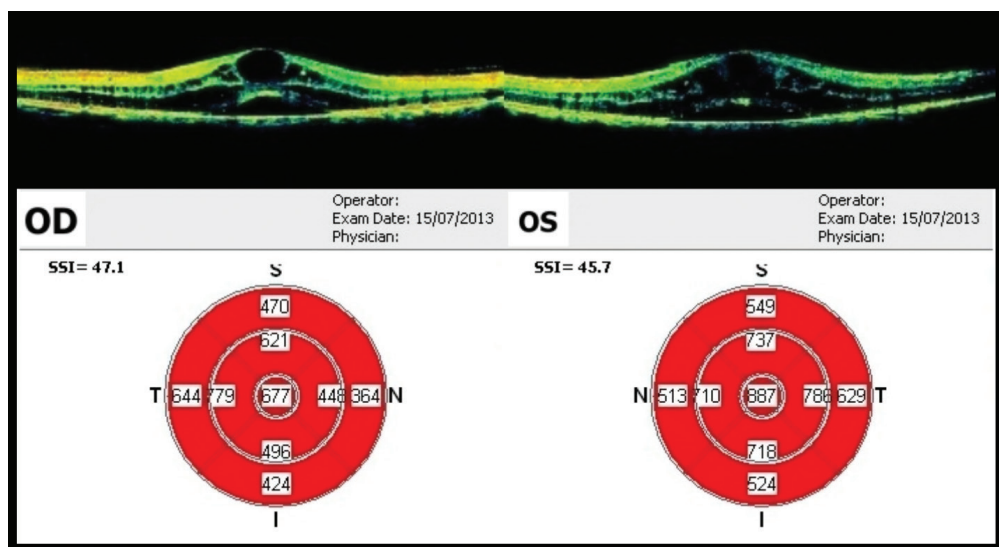 OD
Operator:
Exam Date: 15/07/2013
Physician:
OS
Operator:
Exam Date: 15/07/2013
Physician:
SSI= 47.1
S
470
621
T 644 779 677 448 364 N
496
424
I
SSI= 45.7
S
549
737
N 513 710 887 786 629 T
718
524
I